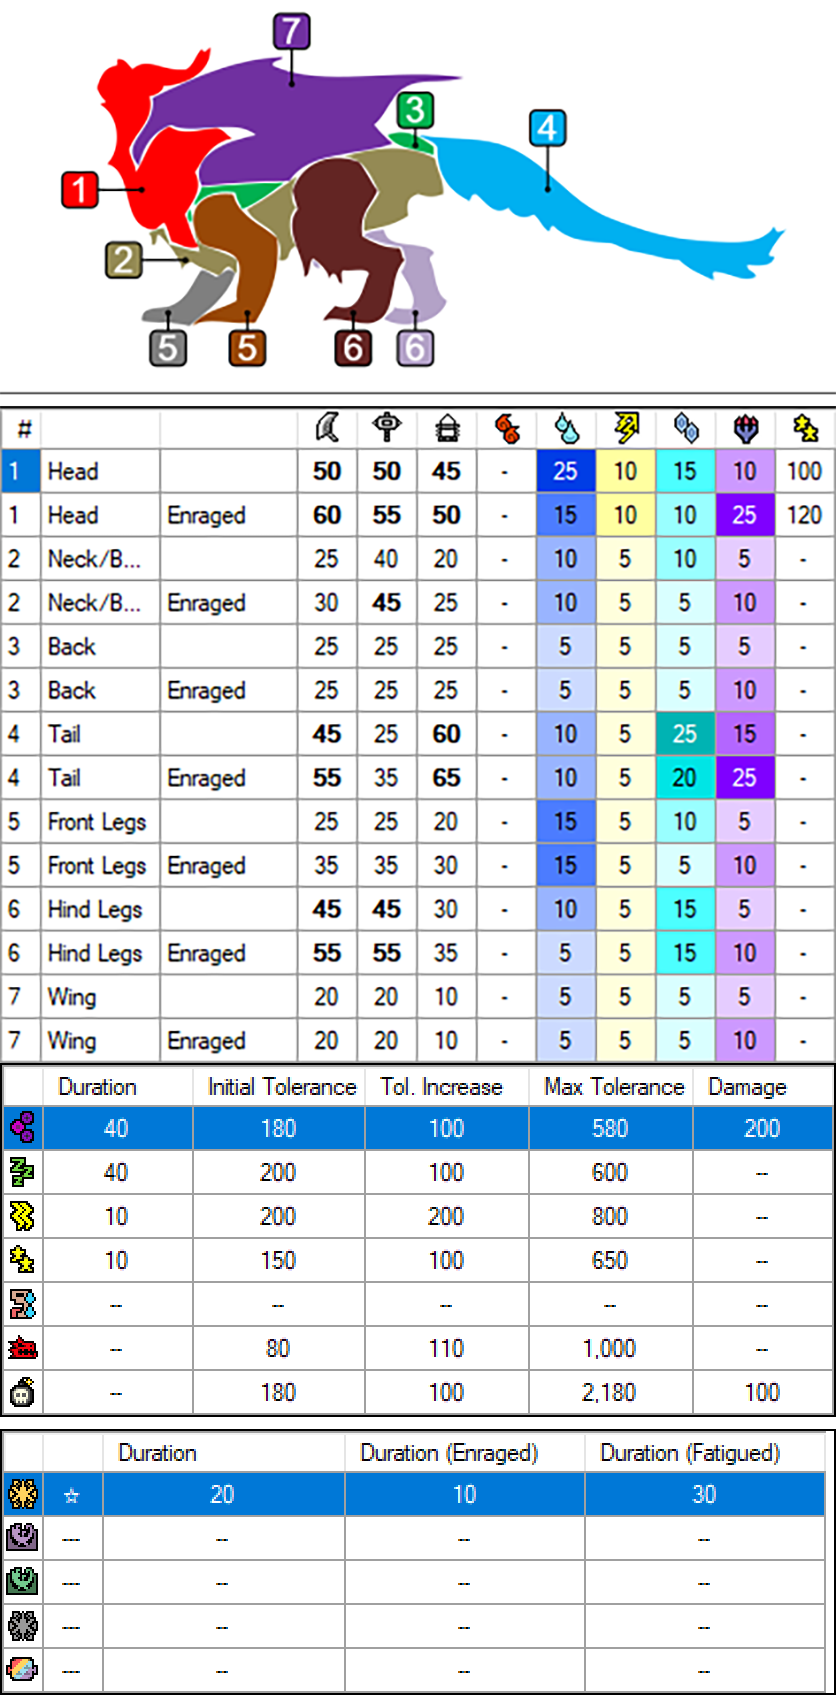 7
3
4
1
2
5 5 6 6
#
1 Head 50 50 45 - 25 10 15 10 100
1 Head Enraged 60 55 50 - 15 10 10 25 120
2 Neck/B... 25 40 20 - 10 5 10 5 -
2 Neck/B... Enraged 30 45 25 - 10 5 5 10 -
3 Back 25 25 25 - 5 5 5 5 -
3 Back Enraged 25 25 25 - 5 5 5 10 -
4 Tail 45 25 60 - 10 5 25 15 -
4 Tail Enraged 55 35 65 - 10 5 20 25 -
5 Front Legs 25 25 20 - 15 5 10 5 -
5 Front Legs Enraged 35 35 30 - 15 5 5 10 -
6 Hind Legs 45 45 30 - 10 5 15 5 -
6 Hind Legs Enraged 55 55 35 - 5 5 15 10 -
7 Wing 20 20 10 - 5 5 5 5 -
7 Wing Enraged 20 20 10 - 5 5 5 10 -
Duration Initial Tolerance Tol. Increase Max Tolerance Damage
40 180 100 580 200
40 200 100 600 --
10 200 200 800 --
10 150 100 650 --
-- -- -- -- --
-- 80 110 1,000 --
-- 180 100 2,180 100
Duration Duration (Enraged) Duration (Fatigued)
☆ 20 10 30
--- -- -- --
--- -- -- --
--- -- -- --
--- -- -- --